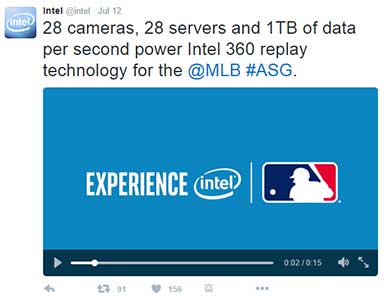 Intel @intel · Jul 12
28 cameras, 28 servers and 1TB of data
per second power Intel 360 replay
technology for the @MLB #ASG.
EXPERIENCE intel
0:02 / 0:15
91 156